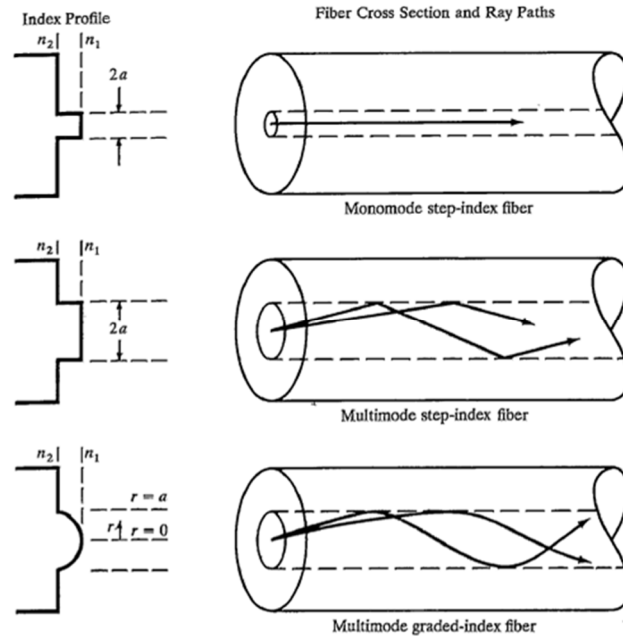 Index Profile
Fiber Cross Section and Ray Paths
n₂ n₁
2a
Monomode step-index fiber
n₂ n₁
2a
Multimode step-index fiber
n₂ n₁
r = a
r r = 0
Multimode graded-index fiber